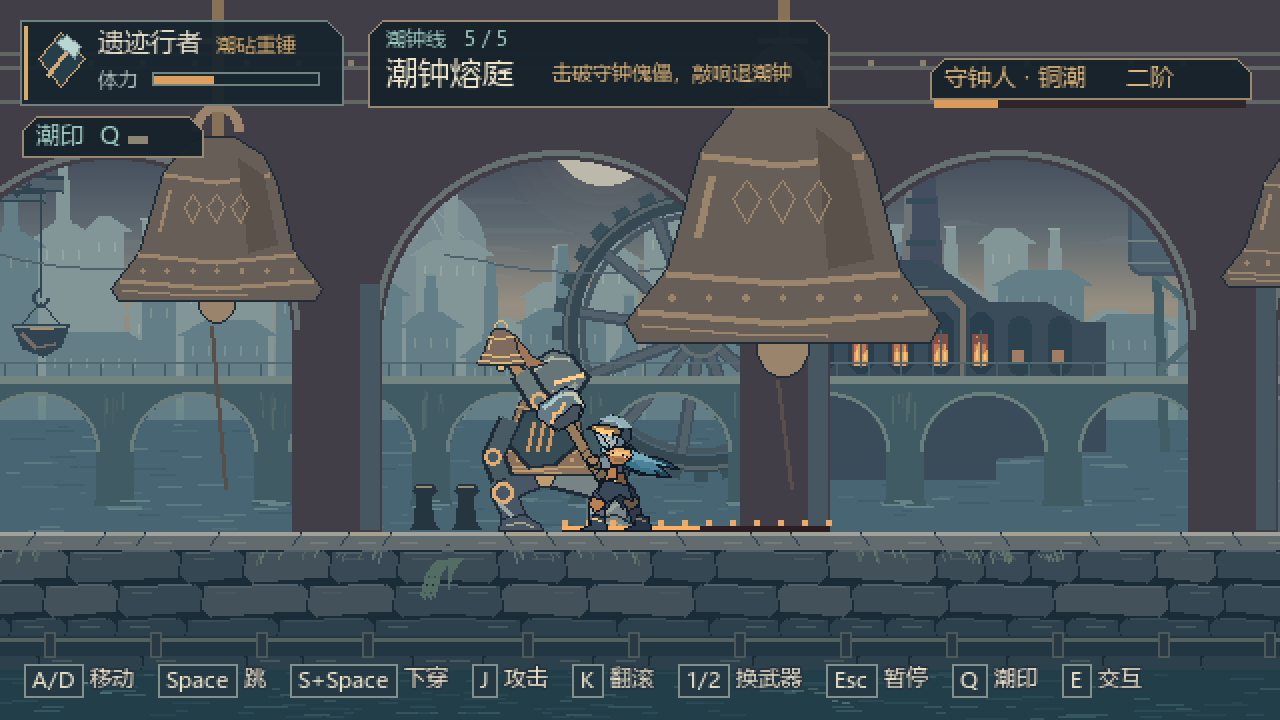 遗迹行者 潮砧重锤
体力
潮钟线 5/5
潮钟熔庭 击破守钟傀儡，敲响退潮钟
守钟人·铜潮 二阶
潮印 Q
A/D 移动 Space 跳 S+Space 下穿 J 攻击 K 翻滚 1/2 换武器 Esc 暂停 Q 潮印 E 交互